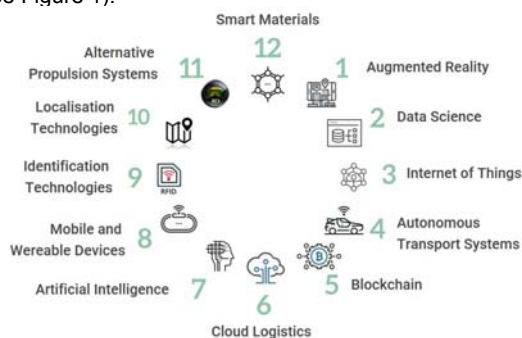 Smart Materials
12
1
Augmented Reality
2
Data Science
3
Internet of Things
4
Autonomous
Transport Systems
5
Blockchain
6
Cloud Logistics
7
Artificial Intelligence
8
Mobile and
Wereable Devices
9
Identification
Technologies
RFID
10
Localisation
Technologies
11
Alternative
Propulsion Systems